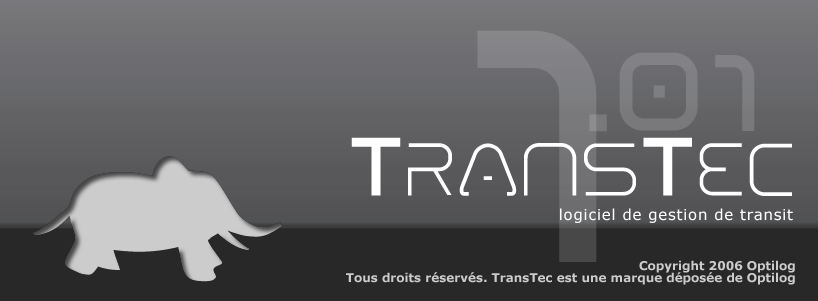 7.01
TRANSTEC
logiciel de gestion de transit
Copyright 2006 Optilog
Tous droits réservés. TransTec est une marque déposée de Optilog